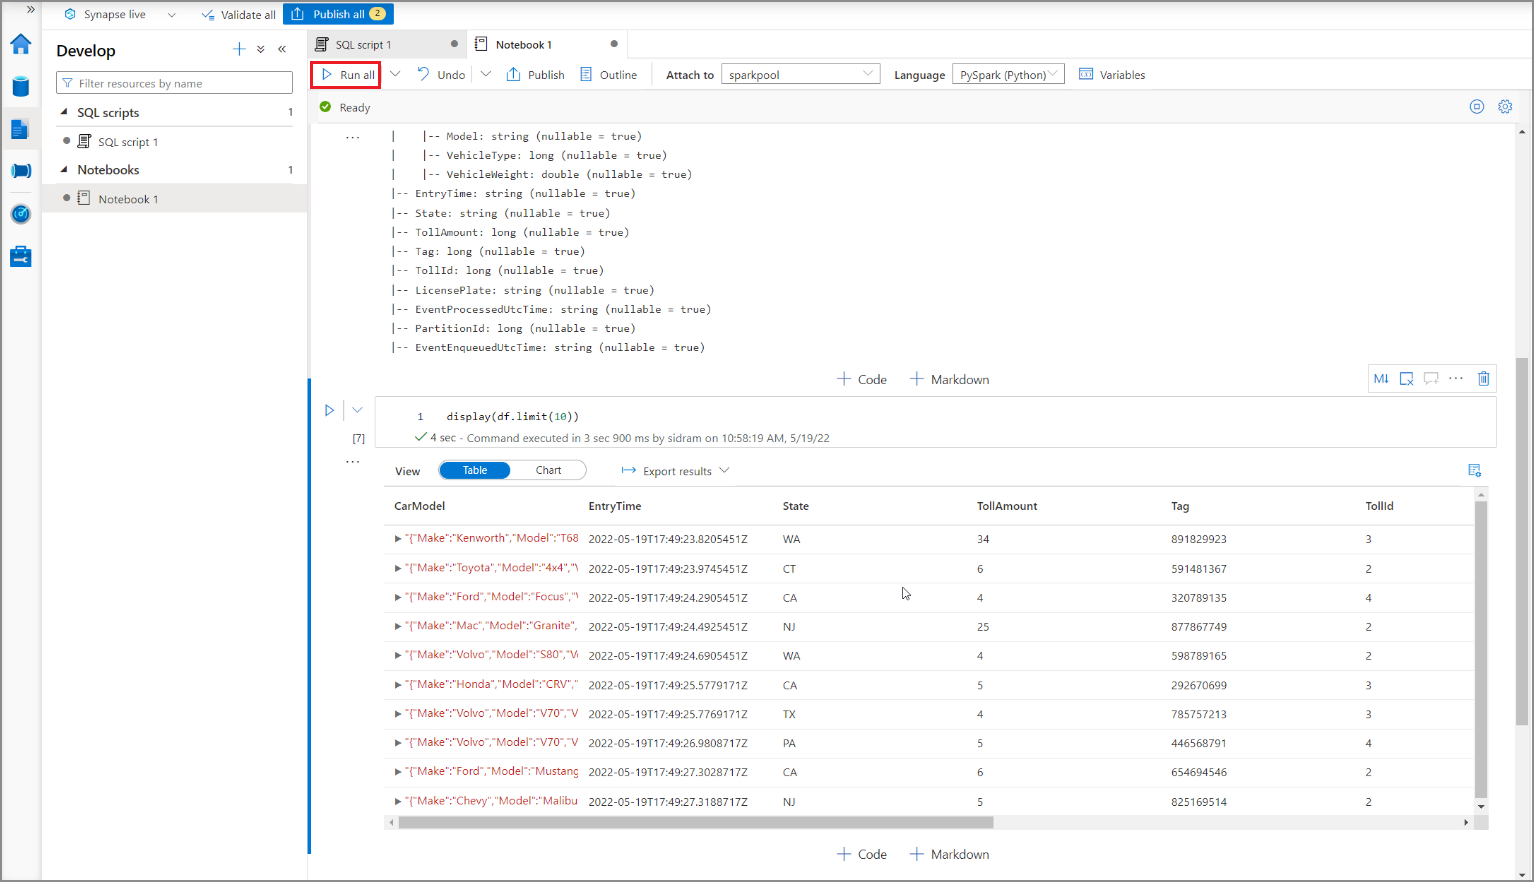 Synapse live Validate all Publish all 2
Develop
Filter resources by name
SQL scripts 1
SQL script 1
Notebooks 1
Notebook 1
SQL script 1 Notebook 1
Run all Undo Publish Outline Attach to sparkpool Language PySpark (Python) Variables
Ready
| |-- Model: string (nullable = true)
| |-- VehicleType: long (nullable = true)
| |-- VehicleWeight: double (nullable = true)
|-- EntryTime: string (nullable = true)
|-- State: string (nullable = true)
|-- TollAmount: long (nullable = true)
|-- Tag: long (nullable = true)
|-- TollId: long (nullable = true)
|-- LicensePlate: string (nullable = true)
|-- EventProcessedUtcTime: string (nullable = true)
|-- PartitionId: long (nullable = true)
|-- EventEnqueuedUtcTime: string (nullable = true)
Code Markdown
M↓
1 display(df.limit(10))
[7] 4 sec - Command executed in 3 sec 900 ms by sidram on 10:58:19 AM, 5/19/22
View Table Chart Export results
CarModel EntryTime State TollAmount Tag TollId
"{"Make":"Kenworth","Model":"T68 2022-05-19T17:49:23.8205451Z WA 34 891829923 3
"{"Make":"Toyota","Model":"4x4","V 2022-05-19T17:49:23.9745451Z CT 6 591481367 2
"{"Make":"Ford","Model":"Focus","V 2022-05-19T17:49:24.2905451Z CA 4 320789135 4
"{"Make":"Mac","Model":"Granite", 2022-05-19T17:49:24.4925451Z NJ 25 877867749 2
"{"Make":"Volvo","Model":"S80","Ve 2022-05-19T17:49:24.6905451Z WA 4 598789165 2
"{"Make":"Honda","Model":"CRV"," 2022-05-19T17:49:25.5779171Z CA 5 292670699 3
"{"Make":"Volvo","Model":"V70","V 2022-05-19T17:49:25.7769171Z TX 4 785757213 3
"{"Make":"Volvo","Model":"V70","V 2022-05-19T17:49:26.9808717Z PA 5 446568791 4
"{"Make":"Ford","Model":"Mustang 2022-05-19T17:49:27.3028717Z CA 6 654694546 2
"{"Make":"Chevy","Model":"Malibu 2022-05-19T17:49:27.3188717Z NJ 5 825169514 2
Code Markdown